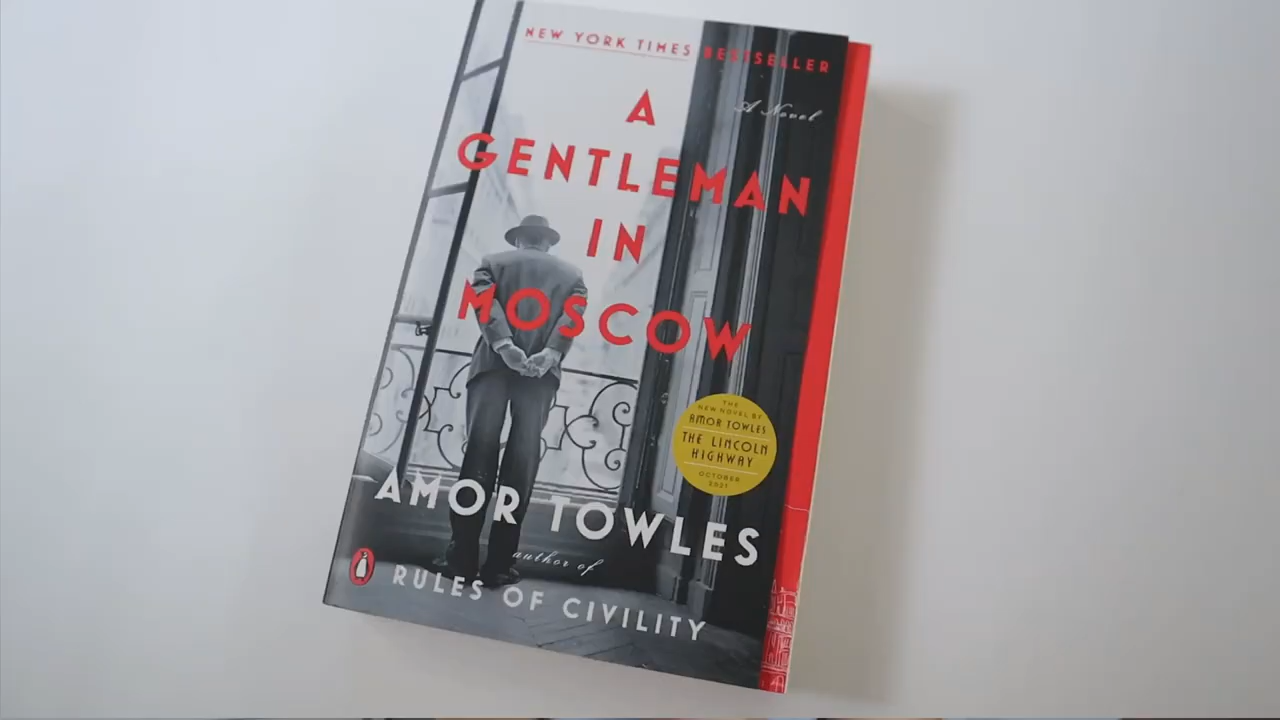 NEW YORK TIMES BESTSELLER
A Novel
A
GENTLEMAN
IN
MOSCOW
THE
NEW NOVEL BY
AMOR TOWLES
THE LINCOLN
HIGHWAY
OCTOBER
2021
AMOR TOWLES
author of
RULES OF CIVILITY